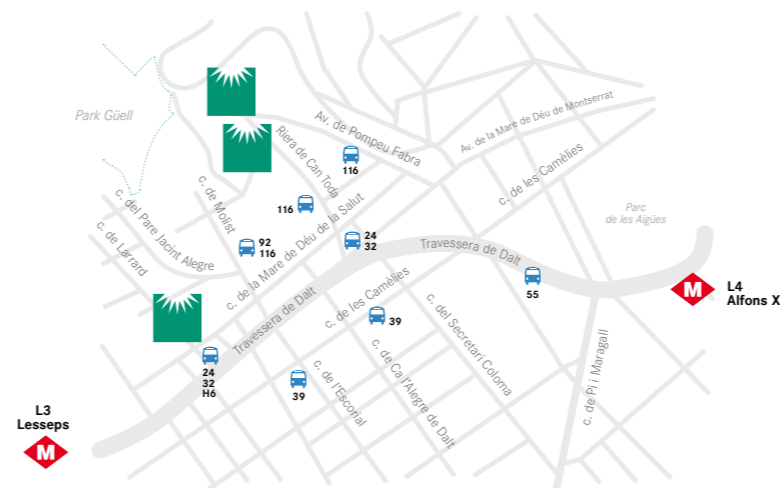 Park Güell
Riera de Can Toda
Av. de Pompeu Fabra
Av. de la Mare de Déu de Montserrat
116
c. de les Camèlies
c. de Molist
c. del Pare Jacint Alegre
116
c. de la Mare de Déu de la Salut
Parc
de les Aigües
c. de Larrard
92
116
24
32
Travessera de Dalt
55
M
L4
Alfons X
Travessera de Dalt
c. de les Camèlies
39
c. del Secretari Coloma
c. de Pi i Maragall
24
32
H6
39
c. de l'Escorial
c. de Ca l'Alegre de Dalt
L3
Lesseps
M